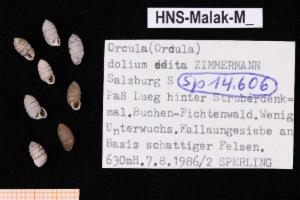 HNS-Malak-M_
Orcula(Orcula)
dolium edita ZIMMERMANN
Salzburg S
Sp 14.606
Paß Lueg hinter Struberdenk=
mal.Buchen-Fichtenwald.Wenig
Unterwuchs.Fallaungesiebe an
Basis schattiger Felsen.
630mH.7.8.1986/2 SPERLING